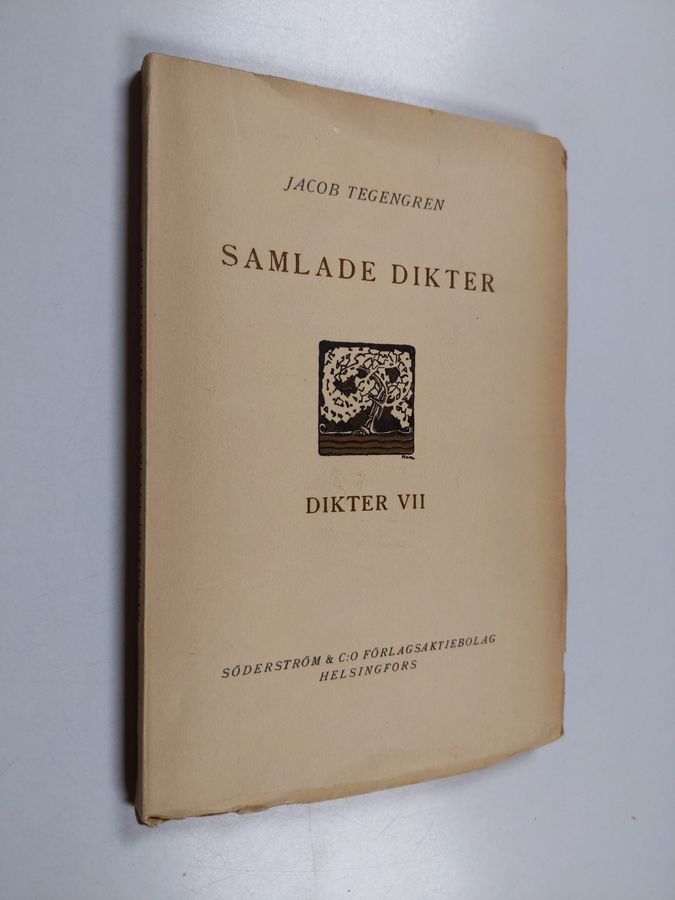 JACOB TEGENGREN
SAMLADE DIKTER
DIKTER VII
SÖDERSTRÖM & C:O FÖRLAGSAKTIEBOLAG
HELSINGFORS